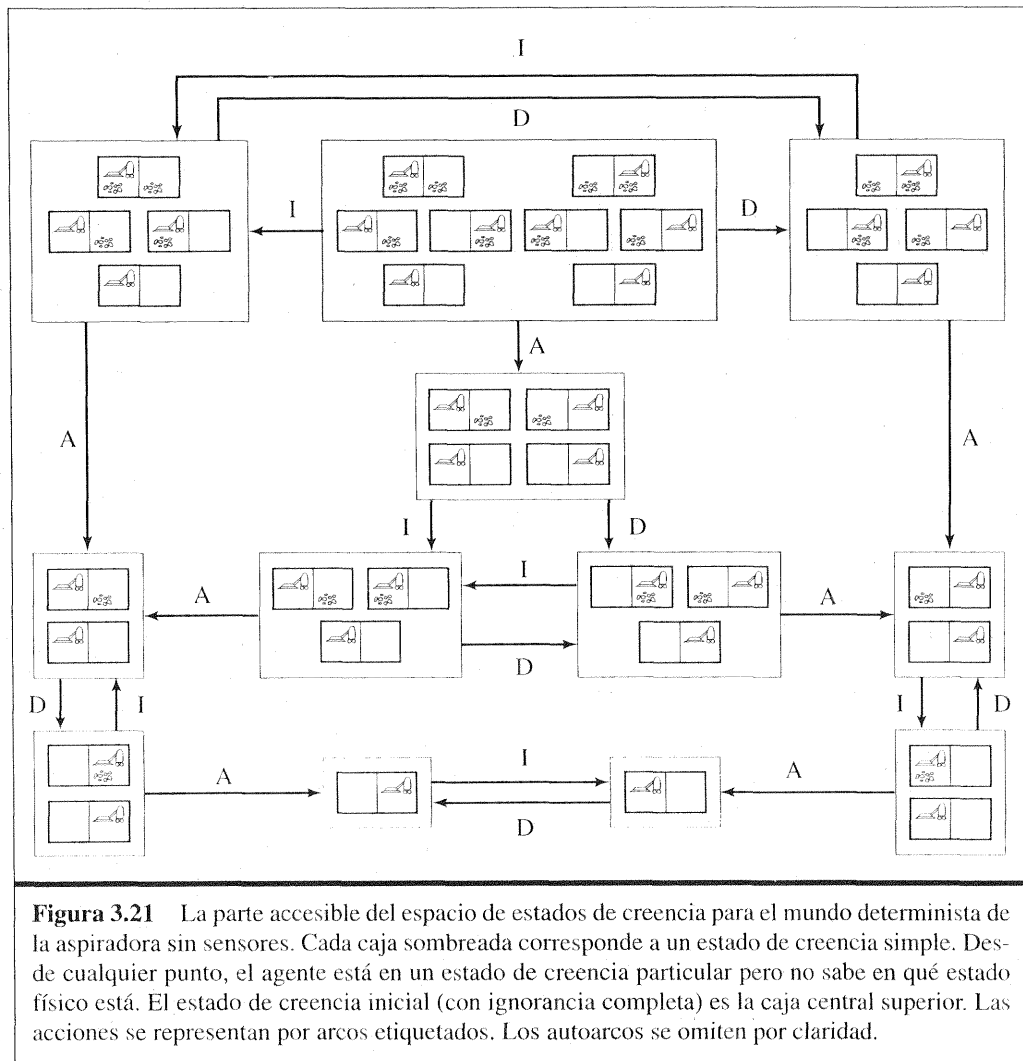 I
D
I
D
A
A
A
I
D
I
A
A
D
D
I
I
D
A
I
A
D
Figura 3.21 La parte accesible del espacio de estados de creencia para el mundo determinista de
la aspiradora sin sensores. Cada caja sombreada corresponde a un estado de creencia simple. Des-
de cualquier punto, el agente está en un estado de creencia particular pero no sabe en qué estado
físico está. El estado de creencia inicial (con ignorancia completa) es la caja central superior. Las
acciones se representan por arcos etiquetados. Los autoarcos se omiten por claridad.